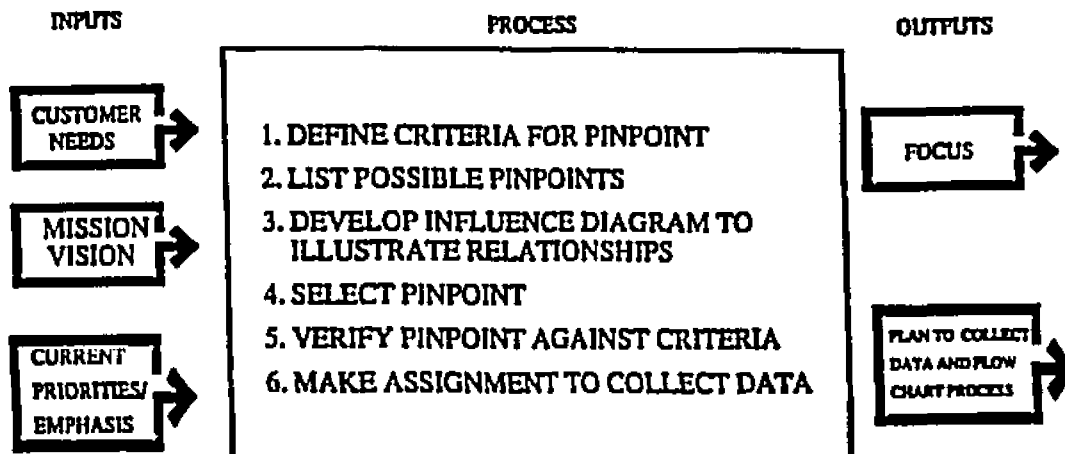 INPUTS
PROCESS
OUTPUTS
CUSTOMER
NEEDS
MISSION
VISION
CURRENT
PRIORITIES/
EMPHASIS
1. DEFINE CRITERIA FOR PINPOINT
2. LIST POSSIBLE PINPOINTS
3. DEVELOP INFLUENCE DIAGRAM TO
ILLUSTRATE RELATIONSHIPS
4. SELECT PINPOINT
5. VERIFY PINPOINT AGAINST CRITERIA
6. MAKE ASSIGNMENT TO COLLECT DATA
FOCUS
PLAN TO COLLECT
DATA AND FLOW
CHART PROCESS